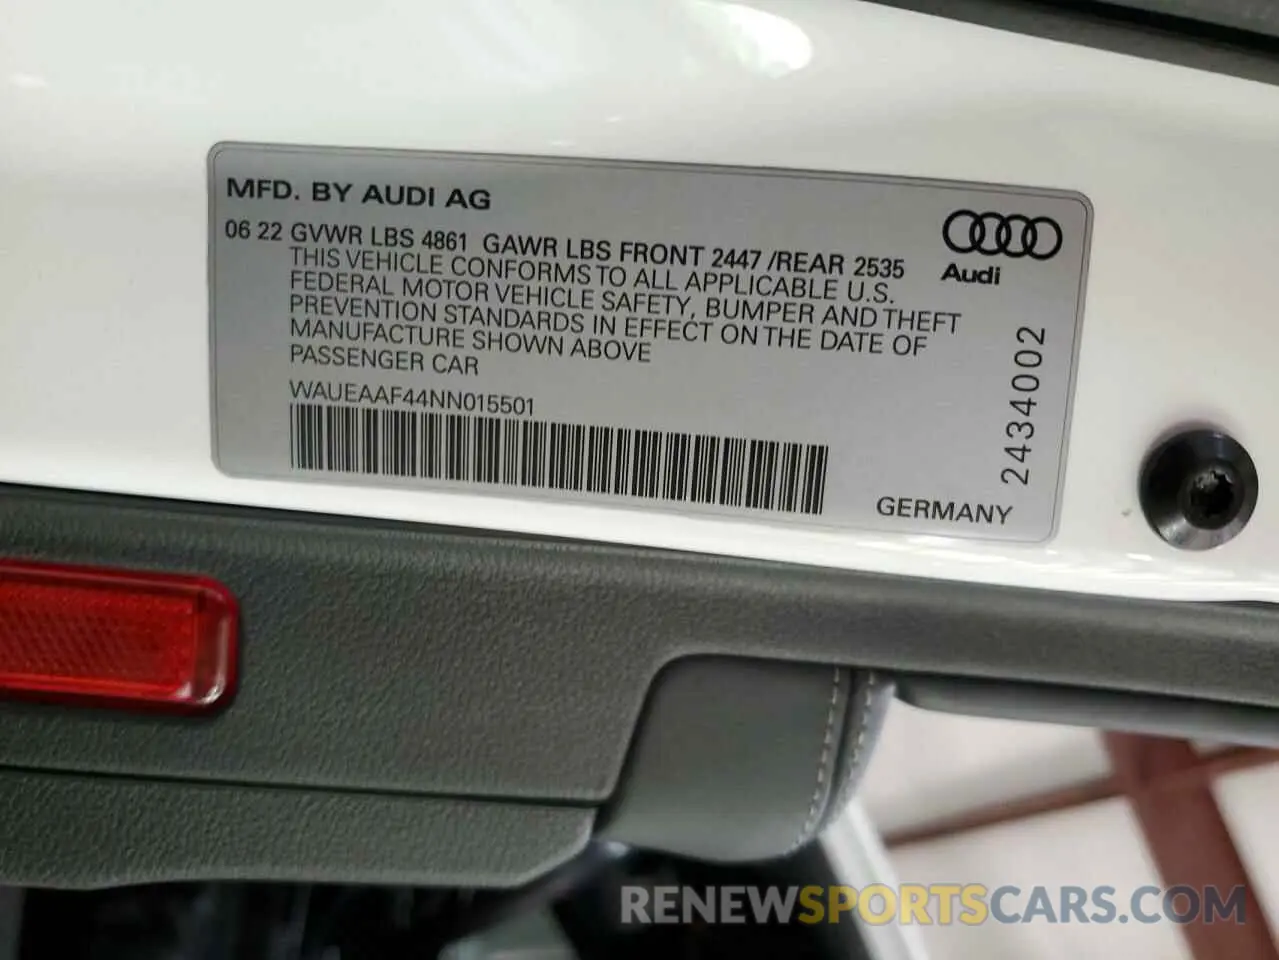 MFD. BY AUDI AG
06 22 GVWR LBS 4861 GAWR LBS FRONT 2447 /REAR 2535
THIS VEHICLE CONFORMS TO ALL APPLICABLE U.S.
FEDERAL MOTOR VEHICLE SAFETY, BUMPER AND THEFT
PREVENTION STANDARDS IN EFFECT ON THE DATE OF
MANUFACTURE SHOWN ABOVE
PASSENGER CAR
WAUEAAF44NN015501
Audi
2434002
GERMANY
RENEWSPORTSCARS.COM